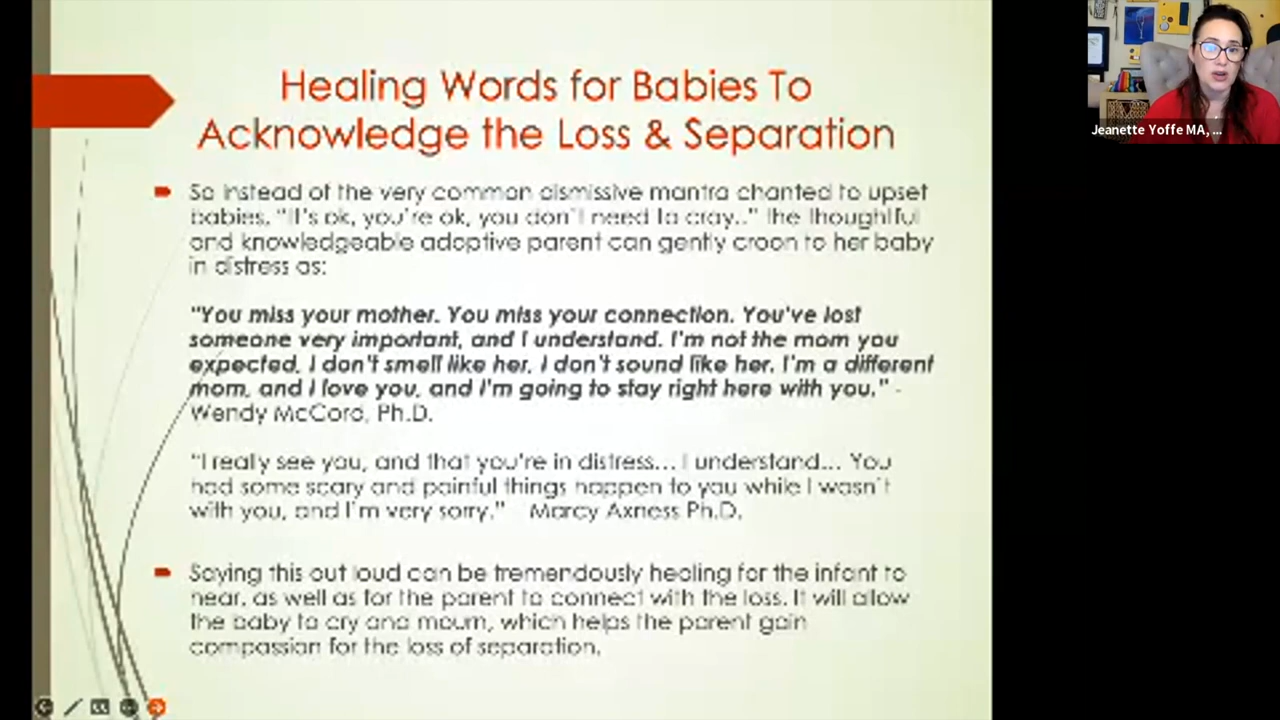 Healing Words for Babies To
Acknowledge the Loss & Separation
Jeanette Yoffe MA, ...
So instead of the very common dismissive mantra chanted to upset
babies, "It's ok, you're ok, you don't need to cray.." the thoughtful
and knowledgeable adoptive parent can gently croon to her baby
in distress as:
"You miss your mother. You miss your connection. You've lost
someone very important, and I understand. I'm not the mom you
expected, I don't smell like her, I don't sound like her. I'm a different
mom, and I love you, and I'm going to stay right here with you." -
Wendy McCord, Ph.D.
"I really see you, and that you're in distress... I understand... You
had some scary and painful things happen to you while I wasn't
with you, and I'm very sorry." Marcy Axness Ph.D.
Saying this out loud can be tremendously healing for the infant to
hear, as well as for the parent to connect with the loss. It will allow
the baby to cry and mourn, which helps the parent gain
compassion for the loss of separation.